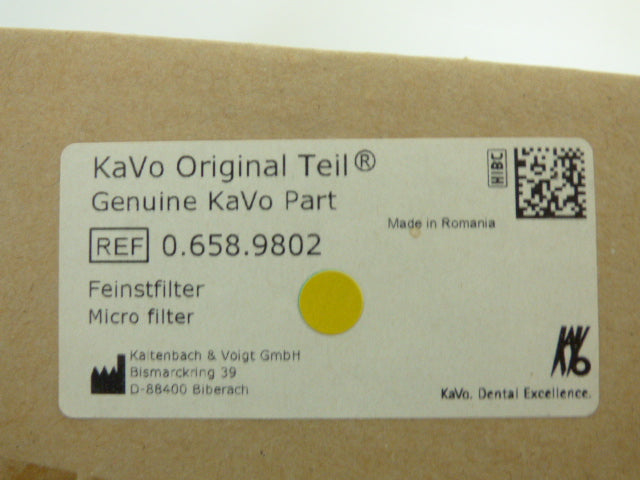 KaVo Original Teil®
Genuine KaVo Part
HIBC
Made in Romania
REF 0.658.9802
Feinstfilter
Micro filter
Kaltenbach & Voigt GmbH
Bismarckring 39
D-88400 Biberach
KaVo
KaVo. Dental Excellence.